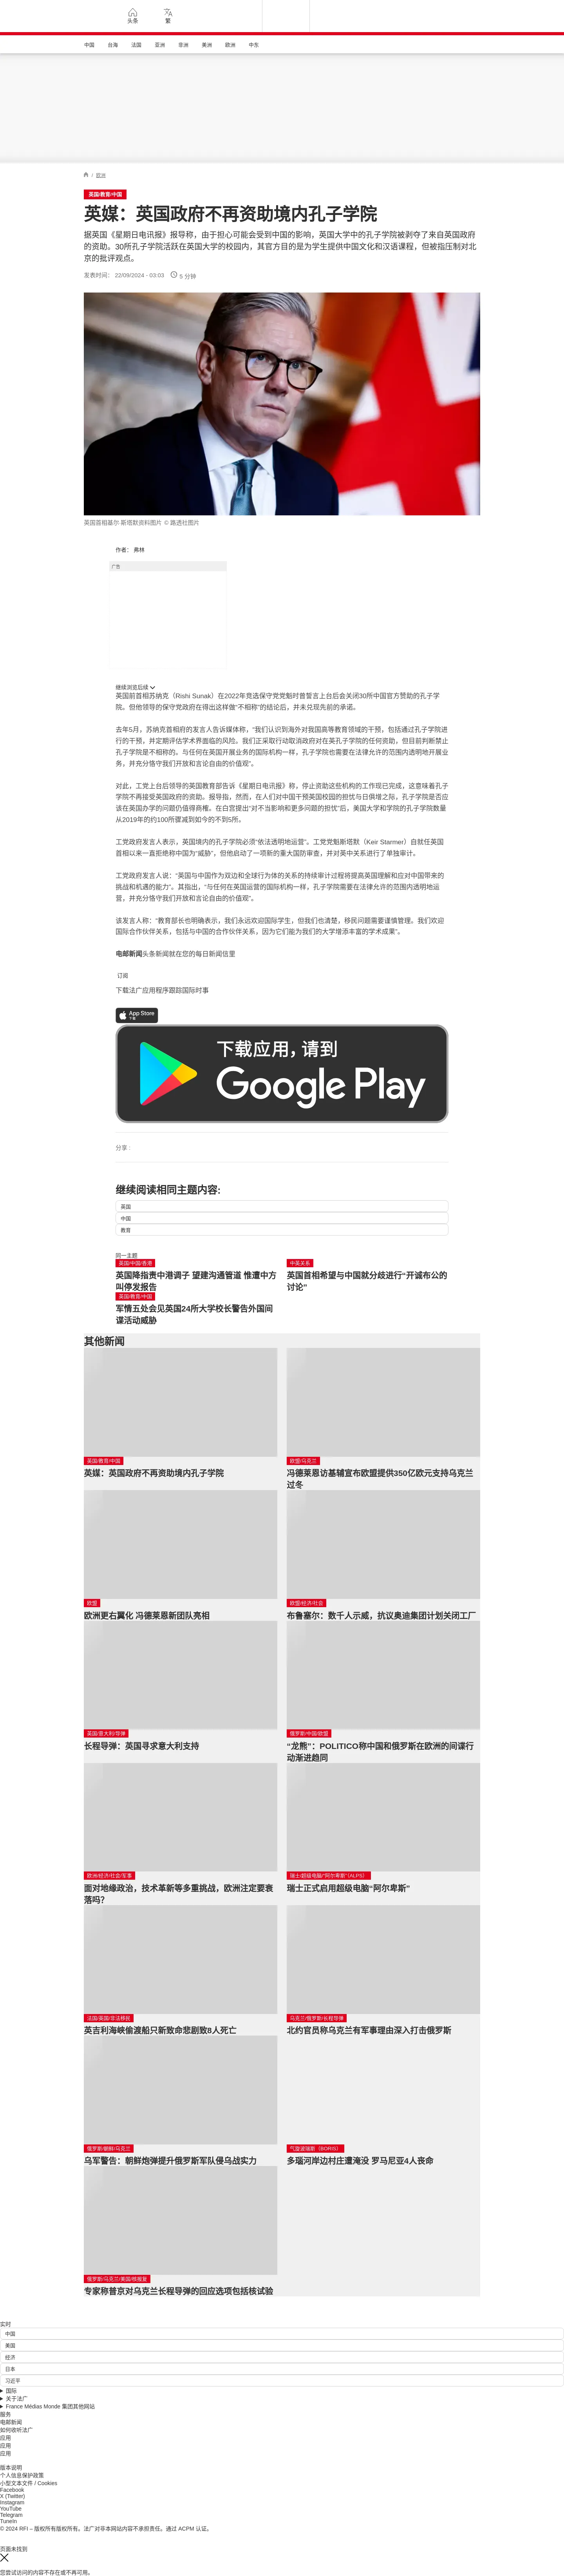 头条
繁
中国
台海
法国
亚洲
非洲
美洲
欧洲
中东
/ 欧洲
英国/教育/中国
英媒：英国政府不再资助境内孔子学院
据英国《星期日电讯报》报导称，由于担心可能会受到中国的影响，英国大学中的孔子学院被剥夺了来自英国政府
的资助。30所孔子学院活跃在英国大学的校园内，其官方目的是为学生提供中国文化和汉语课程，但被指压制对北
京的批评观点。
发表时间： 22/09/2024 - 03:03
5 分钟
英国首相基尔·斯塔默资料图片 © 路透社图片
作者： 弗林
广告
继续浏览后续
英国前首相苏纳克（Rishi Sunak）在2022年竞选保守党党魁时曾誓言上台后会关闭30所中国官方赞助的孔子学
院。但他领导的保守党政府在得出这样做“不相称”的结论后，并未兑现先前的承诺。
去年5月，苏纳克首相府的发言人告诉媒体称，“我们认识到海外对我国高等教育领域的干预，包括通过孔子学院进
行的干预，并定期评估学术界面临的风险。我们正采取行动取消政府对在英孔子学院的任何资助，但目前判断禁止
孔子学院是不相称的。与任何在英国开展业务的国际机构一样，孔子学院也需要在法律允许的范围内透明地开展业
务，并充分恪守我们开放和言论自由的价值观”。
对此，工党上台后领导的英国教育部告诉《星期日电讯报》称，停止资助这些机构的工作现已完成，这意味着孔子
学院不再接受英国政府的资助。报导指，然而，在人们对中国干预英国校园的担忧与日俱增之际，孔子学院是否应
该在英国办学的问题仍值得商榷。在白宫提出“对不当影响和更多问题的担忧”后，美国大学和学院的孔子学院数量
从2019年的约100所骤减到如今的不到5所。
工党政府发言人表示，英国境内的孔子学院必须“依法透明地运营”。工党党魁斯塔默（Keir Starmer）自就任英国
首相以来一直拒绝称中国为“威胁”，但他启动了一项新的重大国防审查，并对英中关系进行了单独审计。
工党政府发言人说：“英国与中国作为双边和全球行为体的关系的持续审计过程将提高英国理解和应对中国带来的
挑战和机遇的能力”。其指出，“与任何在英国运营的国际机构一样，孔子学院需要在法律允许的范围内透明地运
营，并充分恪守我们开放和言论自由的价值观”。
该发言人称：“教育部长也明确表示，我们永远欢迎国际学生，但我们也清楚，移民问题需要谨慎管理。我们欢迎
国际合作伙伴关系，包括与中国的合作伙伴关系，因为它们能为我们的大学增添丰富的学术成果”。
电邮新闻头条新闻就在您的每日新闻信里
订阅
下载法广应用程序跟踪国际时事
App Store
下载
下载应用，请到
Google Play
分享 :
继续阅读相同主题内容:
英国
中国
教育
同一主题
英国/中国/香港
英国降指责中港调子 望建沟通管道 惟遭中方
叫停发报告
中英关系
英国首相希望与中国就分歧进行“开诚布公的
讨论”
英国/教育/中国
军情五处会见英国24所大学校长警告外国间
谍活动威胁
其他新闻
英国/教育/中国
英媒：英国政府不再资助境内孔子学院
欧盟/乌克兰
冯德莱恩访基辅宣布欧盟提供350亿欧元支持乌克兰
过冬
欧盟
欧洲更右翼化 冯德莱恩新团队亮相
欧盟/经济/社会
布鲁塞尔：数千人示威，抗议奥迪集团计划关闭工厂
英国/意大利/导弹
长程导弹：英国寻求意大利支持
俄罗斯/中国/欧盟
“龙熊”：POLITICO称中国和俄罗斯在欧洲的间谍行
动渐进趋同
欧洲/经济/社会/军事
面对地缘政治，技术革新等多重挑战，欧洲注定要衰
落吗？
瑞士/超级电脑/“阿尔卑斯”（ALPS）
瑞士正式启用超级电脑“阿尔卑斯”
法国/英国/非法移民
英吉利海峡偷渡船只新致命悲剧致8人死亡
乌克兰/俄罗斯/长程导弹
北约官员称乌克兰有军事理由深入打击俄罗斯
俄罗斯/朝鲜/乌克兰
乌军警告：朝鲜炮弹提升俄罗斯军队侵乌战实力
气旋波瑞斯（BORIS）
多瑙河岸边村庄遭淹没 罗马尼亚4人丧命
俄罗斯/乌克兰/美国/核报复
专家称普京对乌克兰长程导弹的回应选项包括核试验
实时
中国
美国
经济
日本
习近平
国际
关于法广
France Médias Monde 集团其他网站
服务
电邮新闻
如何收听法广
应用
应用
应用
版本说明
个人信息保护政策
小型文本文件 / Cookies
Facebook
X (Twitter)
Instagram
YouTube
Telegram
TuneIn
© 2024 RFI – 版权所有版权所有。法广对非本网站内容不承担责任。通过 ACPM 认证。
页面未找到
您尝试访问的内容不存在或不再可用。